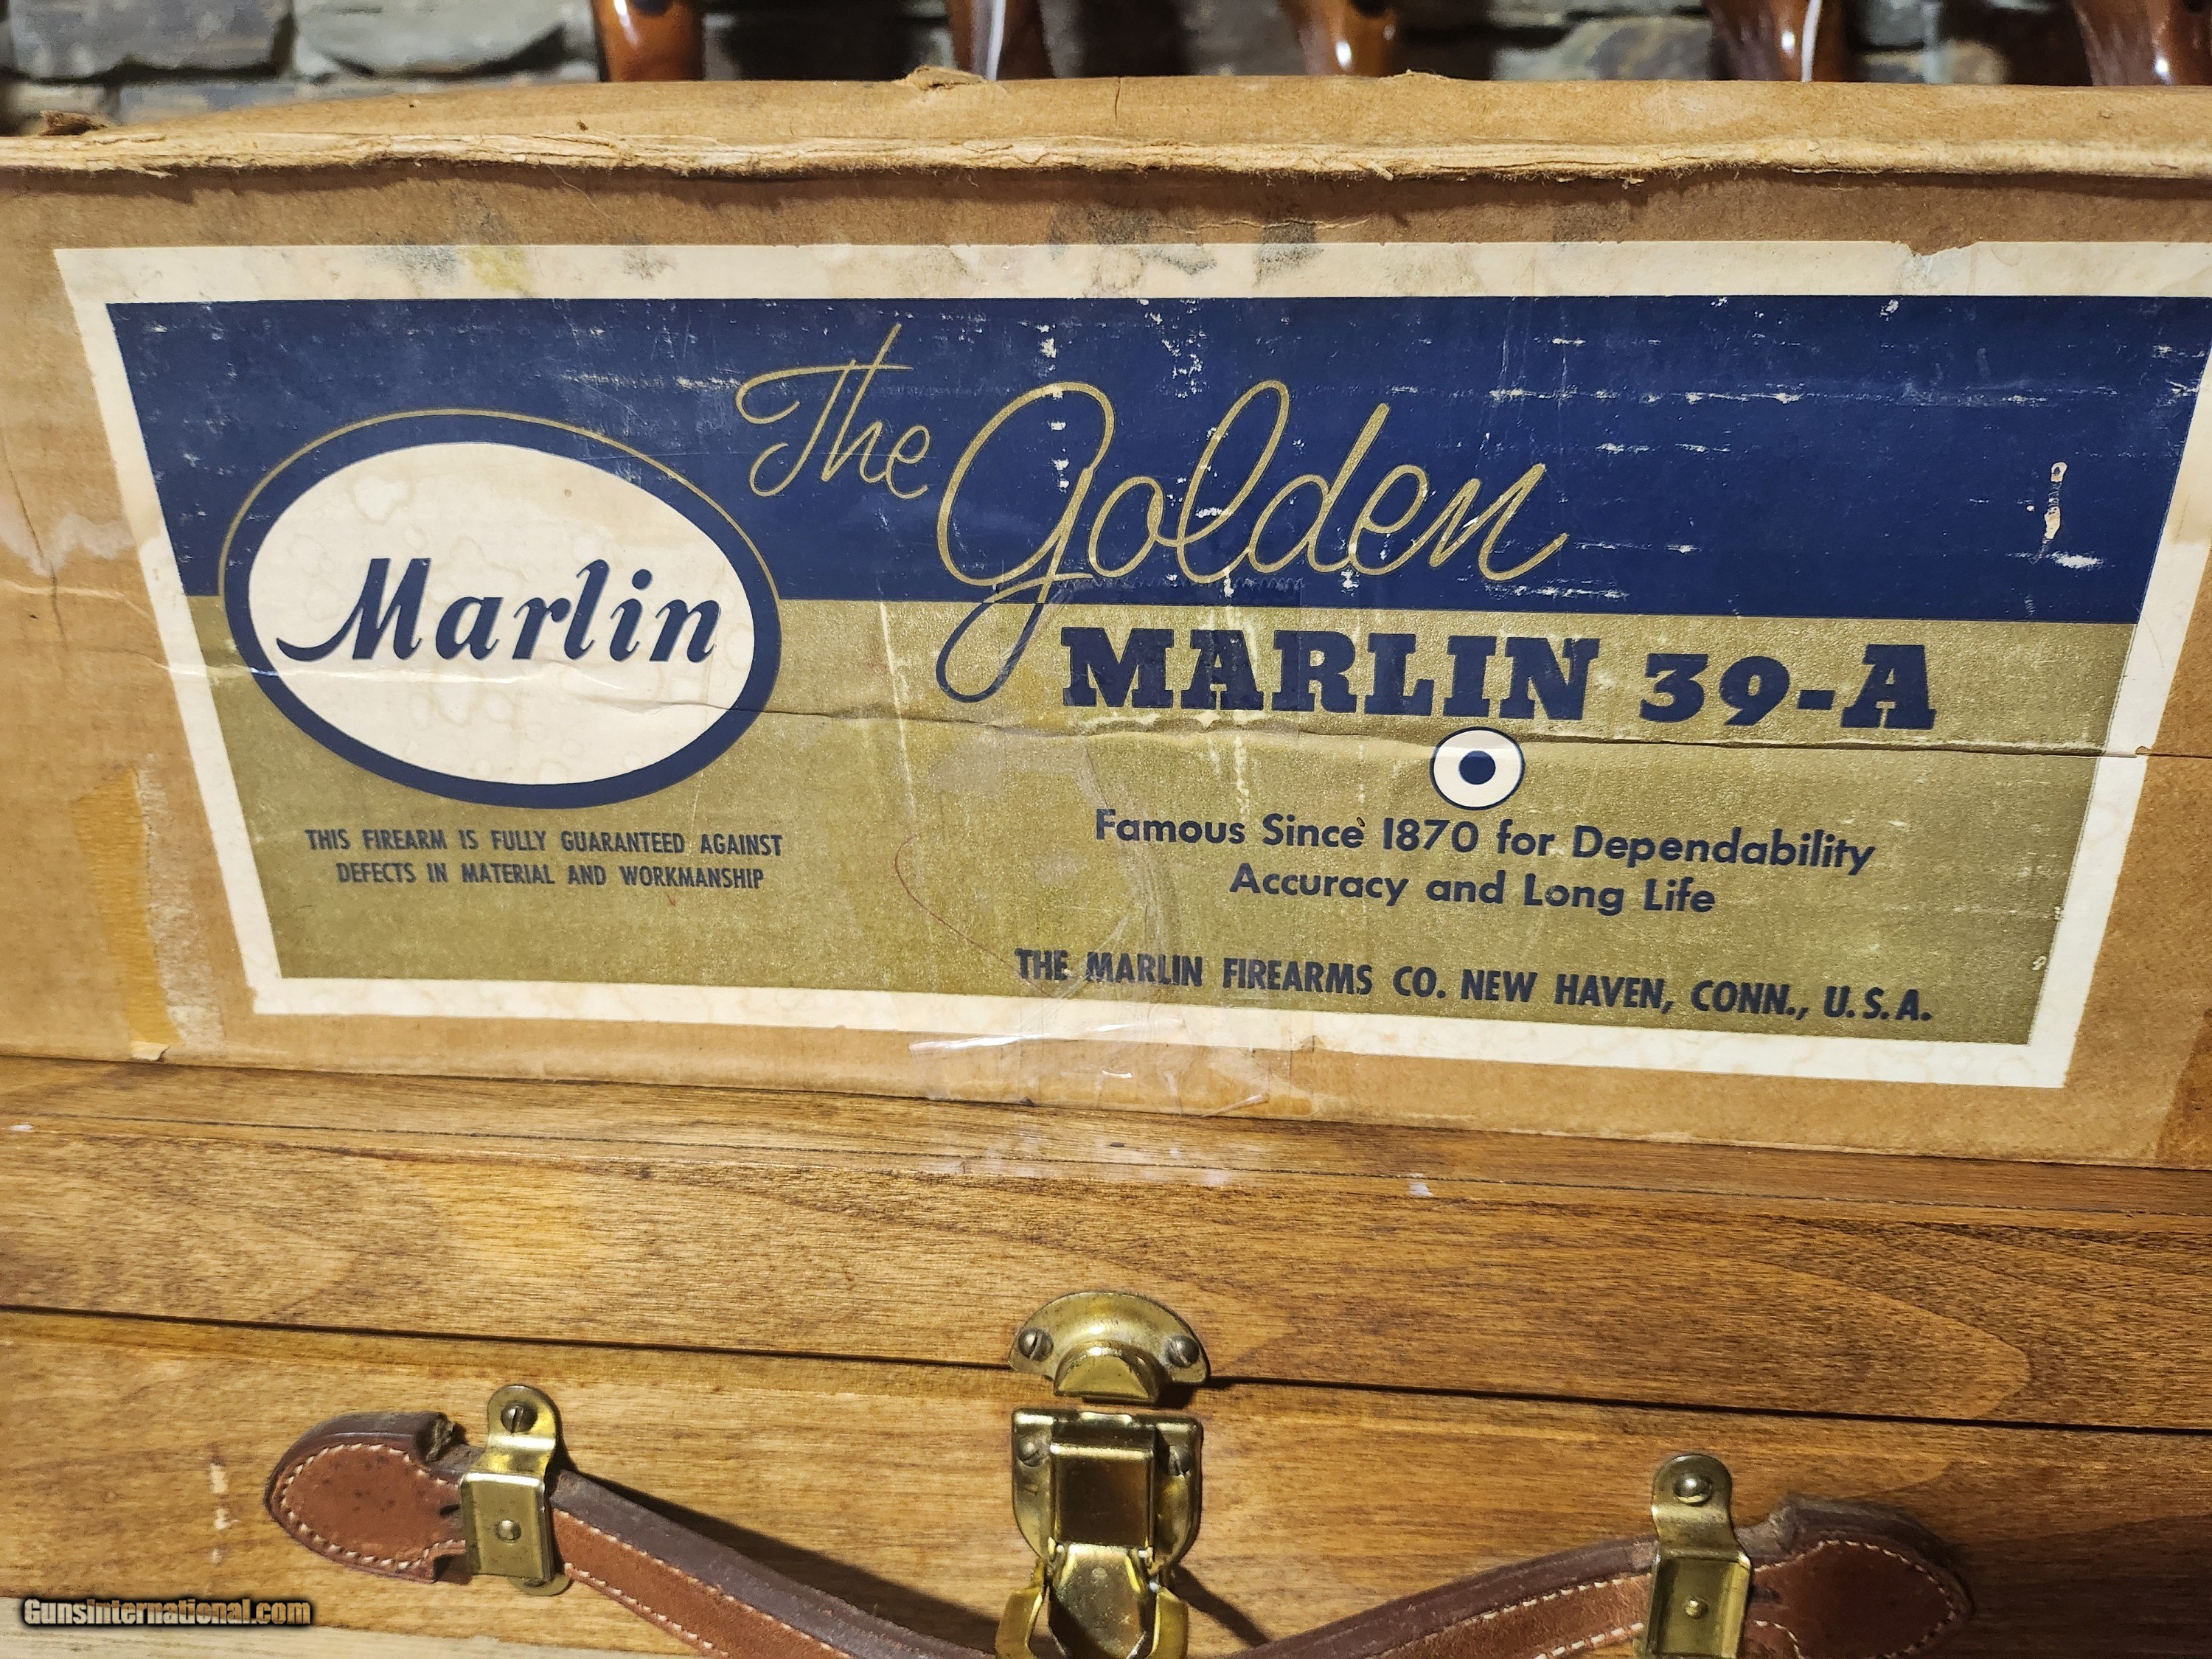 The Golden
MARLIN 39-A
Marlin
THIS FIREARM IS FULLY GUARANTEED AGAINST
DEFECTS IN MATERIAL AND WORKMANSHIP
Famous Since 1870 for Dependability
Accuracy and Long Life
THE MARLIN FIREARMS CO. NEW HAVEN, CONN., U.S.A.
GunsInternational.com